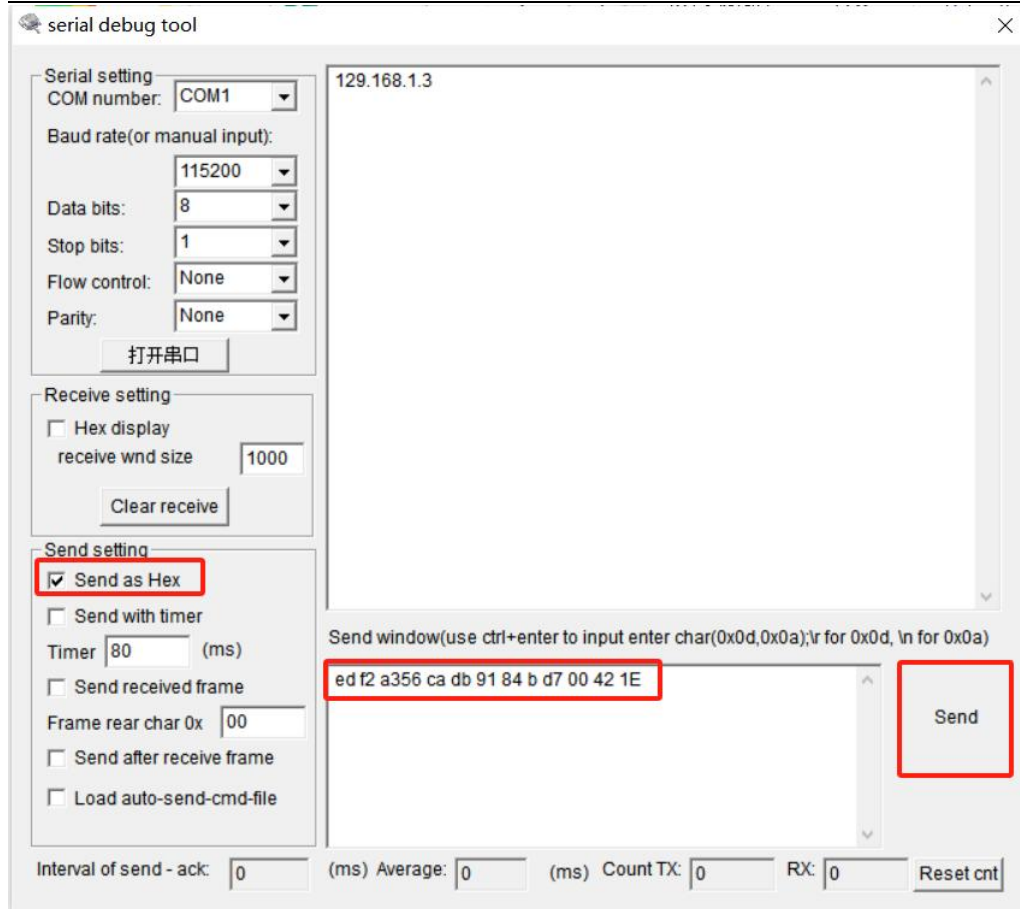 serial debug tool
Serial setting
COM number: COM1
Baud rate(or manual input):
115200
Data bits: 8
Stop bits: 1
Flow control: None
Parity: None
打开串口
Receive setting
Hex display
receive wnd size 1000
Clear receive
Send setting
Send as Hex
Send with timer
Timer 80 (ms)
Send received frame
Frame rear char 0x 00
Send after receive frame
Load auto-send-cmd-file
129.168.1.3
Send window(use ctrl+enter to input enter char(0x0d,0x0a);\r for 0x0d, \n for 0x0a)
ed f2 a356 ca db 91 84 b d7 00 42 1E
Send
Interval of send - ack: 0 (ms) Average: 0 (ms) Count TX: 0 RX: 0 Reset cnt